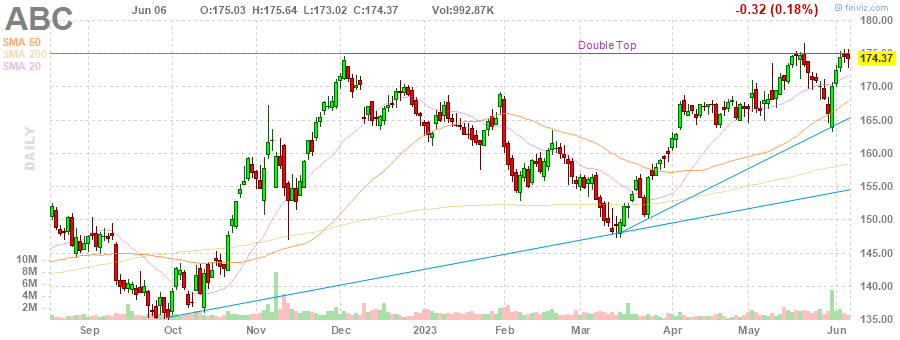 ABC
Jun 06 O:175.03 H:175.64 L:173.02 C:174.37 Vol:992.87K -0.32 (0.18%)
finviz.com
SMA 50
SMA 200
SMA 20
Double Top
DAILY
180.00
175.00
174.37
170.00
165.00
160.00
155.00
150.00
145.00
140.00
135.00
10M
8M
6M
4M
2M
Sep Oct Nov Dec 2023 Feb Mar Apr May Jun